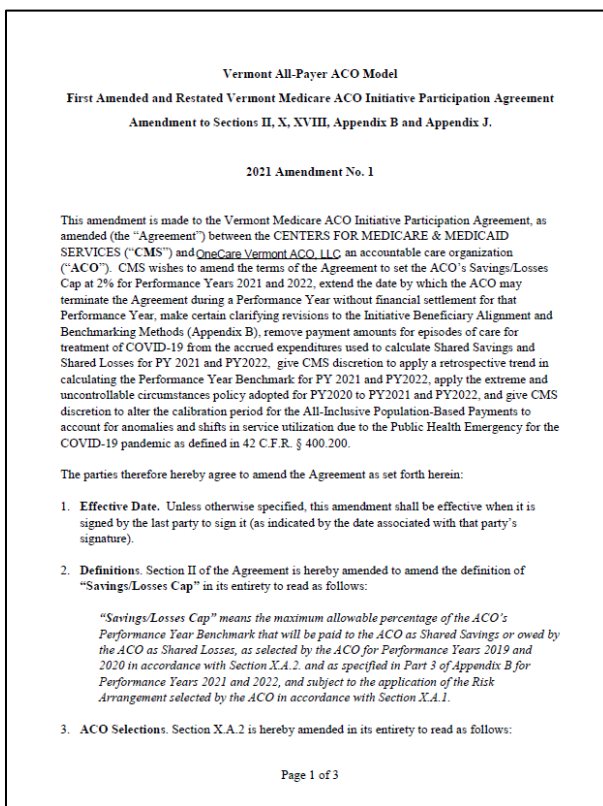 Vermont All-Payer ACO Model
First Amended and Restated Vermont Medicare ACO Initiative Participation Agreement
Amendment to Sections II, X, XVIII, Appendix B and Appendix J.
2021 Amendment No. 1
This amendment is made to the Vermont Medicare ACO Initiative Participation Agreement, as
amended (the “Agreement”) between the CENTERS FOR MEDICARE & MEDICAID
SERVICES (“CMS”) and OneCare Vermont ACO, LLC, an accountable care organization
(“ACO”). CMS wishes to amend the terms of the Agreement to set the ACO’s Savings/Losses
Cap at 2% for Performance Years 2021 and 2022, extend the date by which the ACO may
terminate the Agreement during a Performance Year without financial settlement for that
Performance Year, make certain clarifying revisions to the Initiative Beneficiary Alignment and
Benchmarking Methods (Appendix B), remove payment amounts for episodes of care for
treatment of COVID-19 from the accrued expenditures used to calculate Shared Savings and
Shared Losses for PY 2021 and PY2022, give CMS discretion to apply a retrospective trend in
calculating the Performance Year Benchmark for PY 2021 and PY2022, apply the extreme and
uncontrollable circumstances policy adopted for PY2020 to PY2021 and PY2022, and give CMS
discretion to alter the calibration period for the All-Inclusive Population-Based Payments to
account for anomalies and shifts in service utilization due to the Public Health Emergency for the
COVID-19 pandemic as defined in 42 C.F.R. § 400.200.
The parties therefore hereby agree to amend the Agreement as set forth herein:
1. Effective Date. Unless otherwise specified, this amendment shall be effective when it is
signed by the last party to sign it (as indicated by the date associated with that party’s
signature).
2. Definitions. Section II of the Agreement is hereby amended to amend the definition of
“Savings/Losses Cap” in its entirety to read as follows:
“Savings/Losses Cap” means the maximum allowable percentage of the ACO’s
Performance Year Benchmark that will be paid to the ACO as Shared Savings or owed by
the ACO as Shared Losses, as selected by the ACO for Performance Years 2019 and
2020 in accordance with Section X.A.2. and as specified in Part 3 of Appendix B for
Performance Years 2021 and 2022, and subject to the application of the Risk
Arrangement selected by the ACO in accordance with Section X.A.1.
3. ACO Selections. Section X.A.2 is hereby amended in its entirety to read as follows:
Page 1 of 3